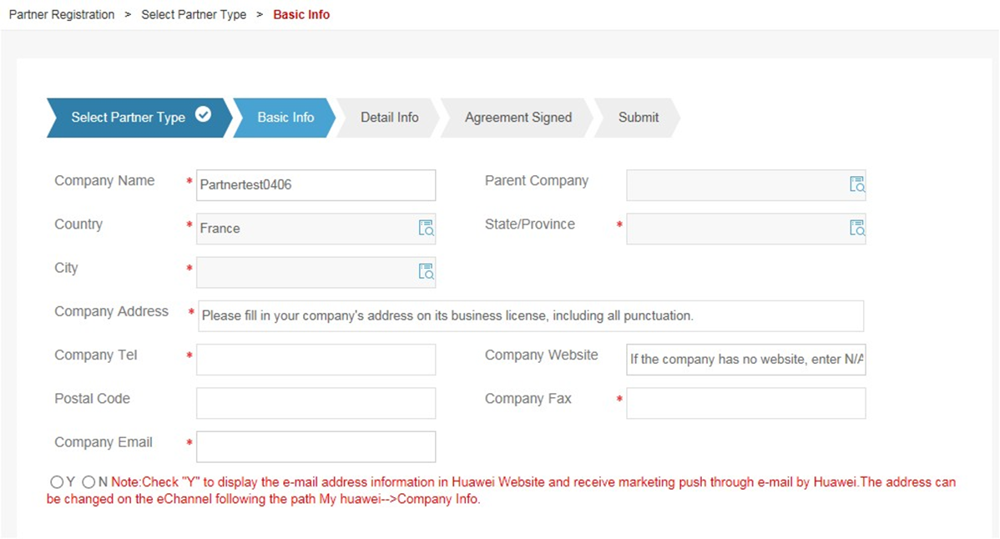 Partner Registration > Select Partner Type > Basic Info
Select Partner Type Basic Info Detail Info Agreement Signed Submit
Company Name * Partnertest0406 Parent Company
Country * France State/Province *
City *
Company Address * Please fill in your company's address on its business license, including all punctuation.
Company Tel * Company Website If the company has no website, enter N/A
Postal Code Company Fax *
Company Email *
Y N Note:Check "Y" to display the e-mail address information in Huawei Website and receive marketing push through e-mail by Huawei.The address can
be changed on the eChannel following the path My huawei-->Company Info.